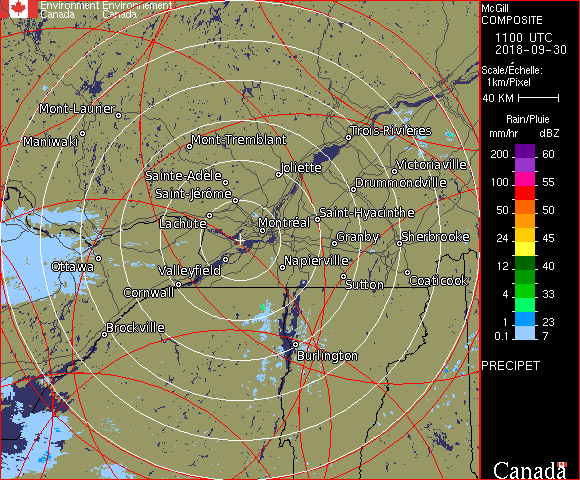 Environment Environnement
Canada Canada
McGill
COMPOSITE
1100 UTC
2018-09-30
Scale/Échelle:
1km/Pixel
40 KM
Rain/Pluie
mm/hr dBZ
200 60
100 55
50 50
24 45
12 40
4 33
1 23
0.1 7
PRECIPET
Canada
Mont-Laurier
Maniwaki
Mont-Tremblant
Trois-Rivières
Sainte-Adèle
Joliette
Victoriaville
Saint-Jérôme
Drummondville
Lachute
Montréal
Saint-Hyacinthe
Granby
Sherbrooke
Ottawa
Valleyfield
Napierville
Cornwall
Sutton
Coaticook
Brockville
Burlington